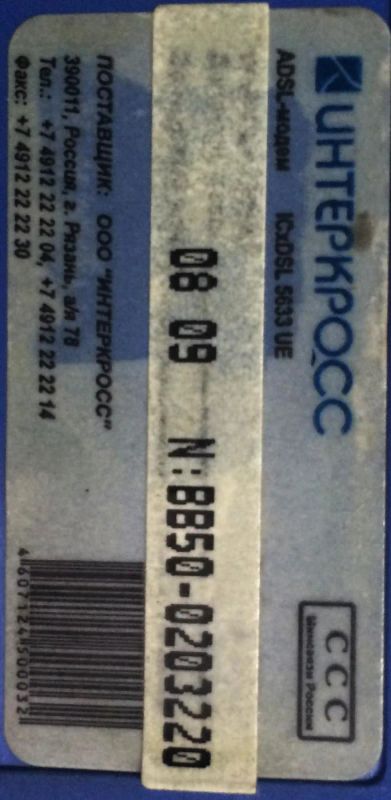 ИНТЕРКРОСС
ADSL-модем ICxDSL 5633 UE
ССС
Минсвязи России
08 09 N:BB50-0203220
ПОСТАВЩИК: ООО "ИНТЕРКРОСС"
390011, Россия, г. Рязань, а/я 78
Тел.: +7 4912 22 22 04, +7 4912 22 22 14
Факс: +7 4912 22 22 30
4607124500032